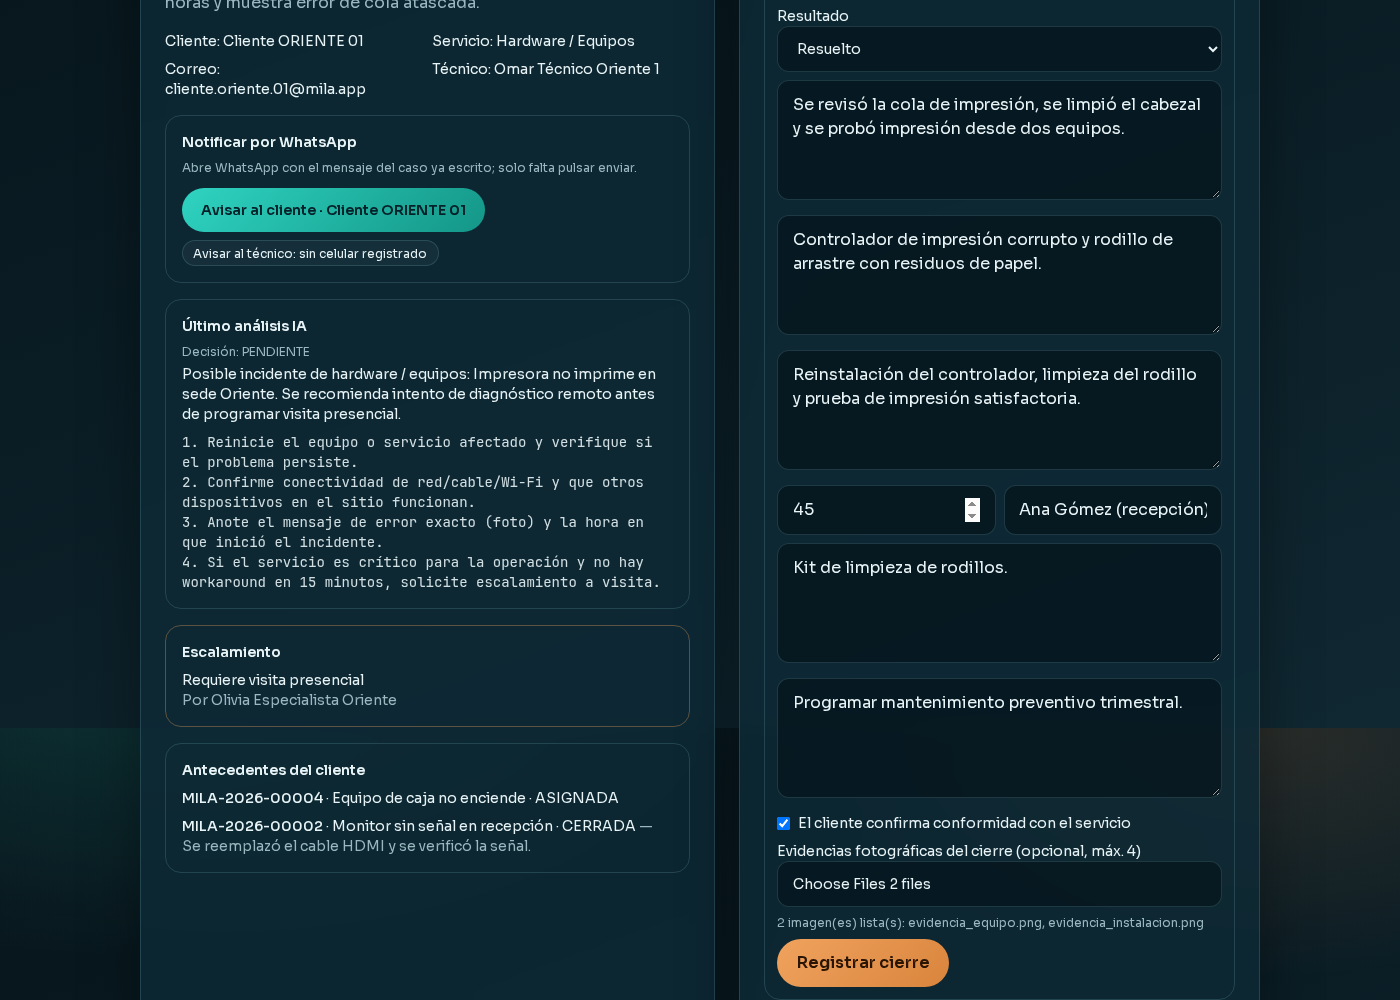 horas y muestra error de cola atascada.
Cliente: Cliente ORIENTE 01
Servicio: Hardware / Equipos
Correo:
cliente.oriente.01@mila.app
Técnico: Omar Técnico Oriente 1
Notificar por WhatsApp
Abre WhatsApp con el mensaje del caso ya escrito; solo falta pulsar enviar.
Avisar al cliente · Cliente ORIENTE 01
Avisar al técnico: sin celular registrado
Último análisis IA
Decisión: PENDIENTE
Posible incidente de hardware / equipos: Impresora no imprime en
sede Oriente. Se recomienda intento de diagnóstico remoto antes
de programar visita presencial.
1. Reinicie el equipo o servicio afectado y verifique si
el problema persiste.
2. Confirme conectividad de red/cable/Wi-Fi y que otros
dispositivos en el sitio funcionan.
3. Anote el mensaje de error exacto (foto) y la hora en
que inició el incidente.
4. Si el servicio es crítico para la operación y no hay
workaround en 15 minutos, solicite escalamiento a visita.
Escalamiento
Requiere visita presencial
Por Olivia Especialista Oriente
Antecedentes del cliente
MILA-2026-00004 · Equipo de caja no enciende · ASIGNADA
MILA-2026-00002 · Monitor sin señal en recepción · CERRADA —
Se reemplazó el cable HDMI y se verificó la señal.
Resultado
Resuelto
Se revisó la cola de impresión, se limpió el cabezal
y se probó impresión desde dos equipos.
Controlador de impresión corrupto y rodillo de
arrastre con residuos de papel.
Reinstalación del controlador, limpieza del rodillo
y prueba de impresión satisfactoria.
45
Ana Gómez (recepción)
Kit de limpieza de rodillos.
Programar mantenimiento preventivo trimestral.
El cliente confirma conformidad con el servicio
Evidencias fotográficas del cierre (opcional, máx. 4)
Choose Files 2 files
2 imagen(es) lista(s): evidencia_equipo.png, evidencia_instalacion.png
Registrar cierre